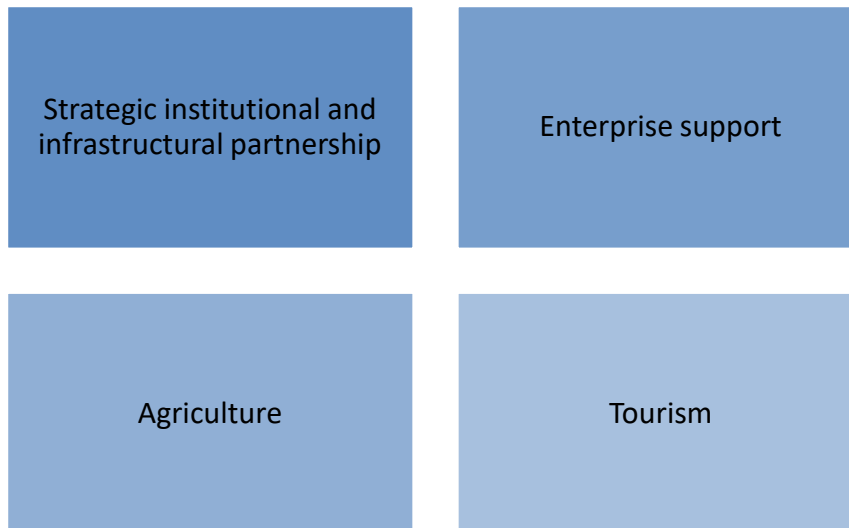 Strategic institutional and
infrastructural partnership
Enterprise support
Agriculture
Tourism